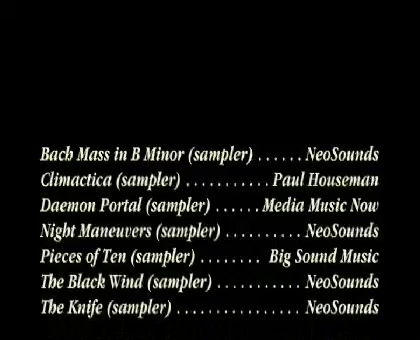 Bach Mass in B Minor (sampler) . . . . . . NeoSounds
Climactica (sampler) . . . . . . . . . . . Paul Houseman
Daemon Portal (sampler) . . . . . . Media Music Now
Night Maneuvers (sampler) . . . . . . . . . . NeoSounds
Pieces of Ten (sampler) . . . . . . . . Big Sound Music
The Black Wind (sampler) . . . . . . . . . . . NeoSounds
The Knife (sampler) . . . . . . . . . . . . . . . . NeoSounds